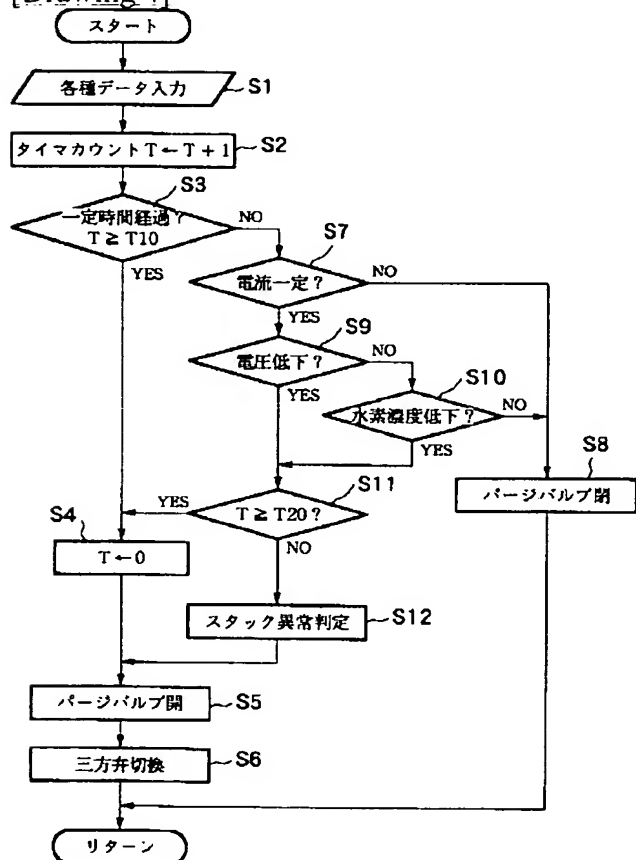 スタート
各種データ入力
S1
タイマカウントT←T+1
S2
S3
一定時間経過?
T≧T10
NO
YES
S7
電流一定?
NO
YES
S9
電圧低下?
NO
YES
S10
水素濃度低下?
NO
YES
S8
パージバルブ閉
S11
T≧T20?
YES
NO
S4
T←0
スタック異常判定
S12
パージバルブ開
S5
三方弁切換
S6
リターン